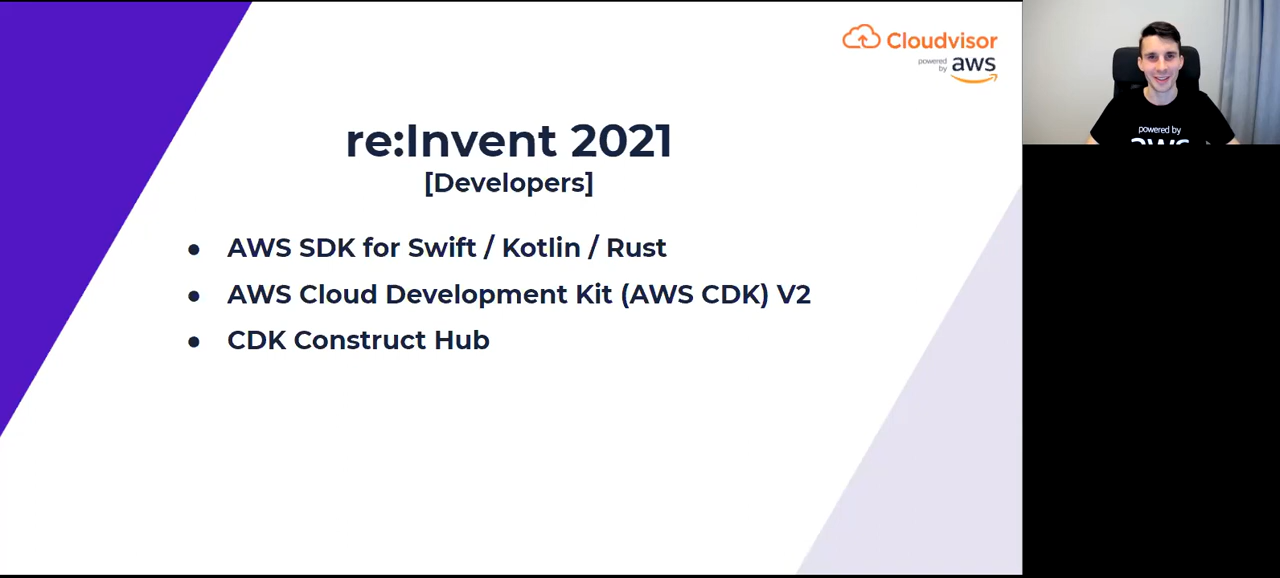 Cloudvisor
powered by aws
re:Invent 2021
[Developers]
● AWS SDK for Swift / Kotlin / Rust
● AWS Cloud Development Kit (AWS CDK) V2
● CDK Construct Hub
powered by
aws